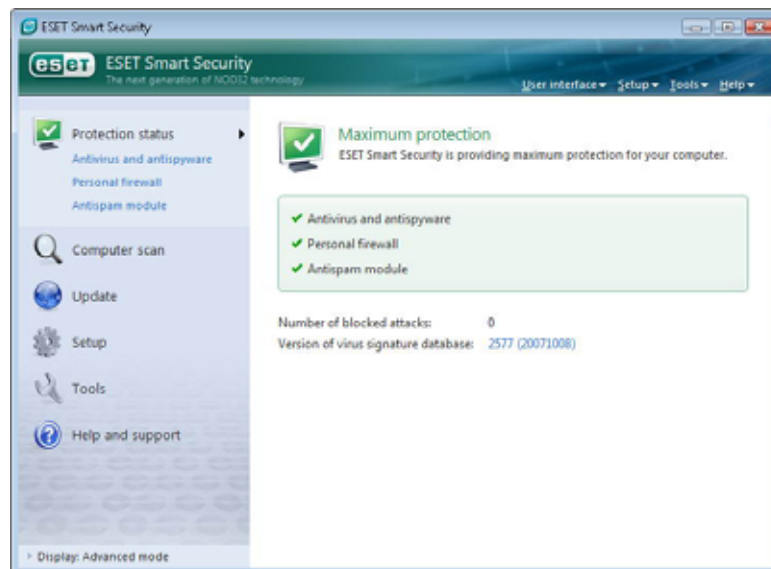 ESET Smart Security
eset ESET Smart Security
The next generation of NOD32 technology
User interface Setup Tools Help
Protection status
Antivirus and antispyware
Personal firewall
Antispam module
Computer scan
Update
Setup
Tools
Help and support
Display: Advanced mode
Maximum protection
ESET Smart Security is providing maximum protection for your computer.
Antivirus and antispyware
Personal firewall
Antispam module
Number of blocked attacks: 0
Version of virus signature database: 2577 (20071008)